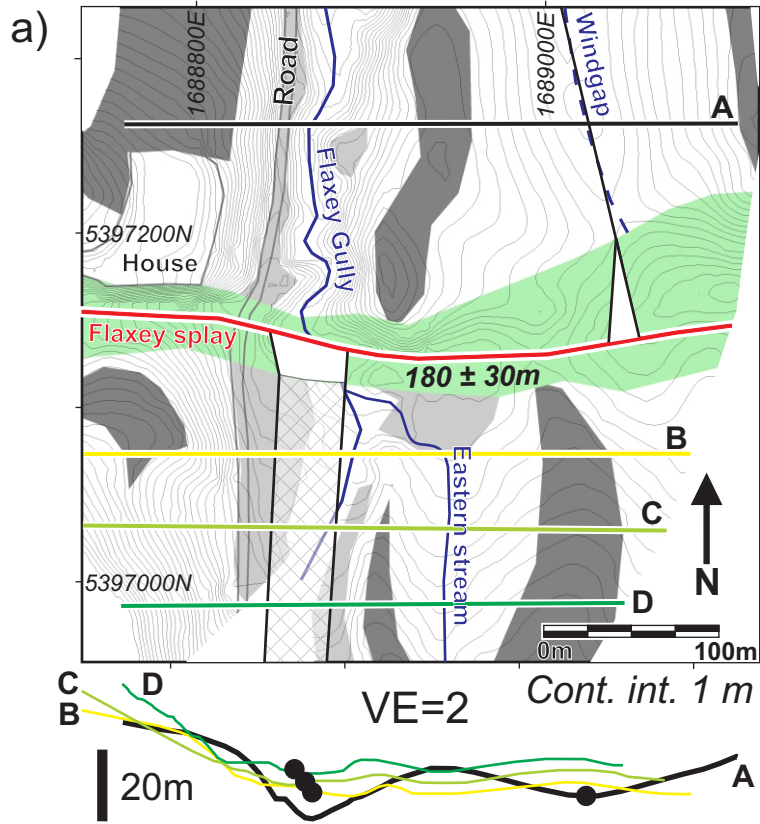 a)
1688800E
Road
1689000E
Windgap
A
Flaxey Gully
5397200N
House
Flaxey splay
180 ± 30m
B
Eastern stream
C
N
5397000N
D
0m
100m
Cont. int. 1 m
C
D
B
VE=2
20m
A